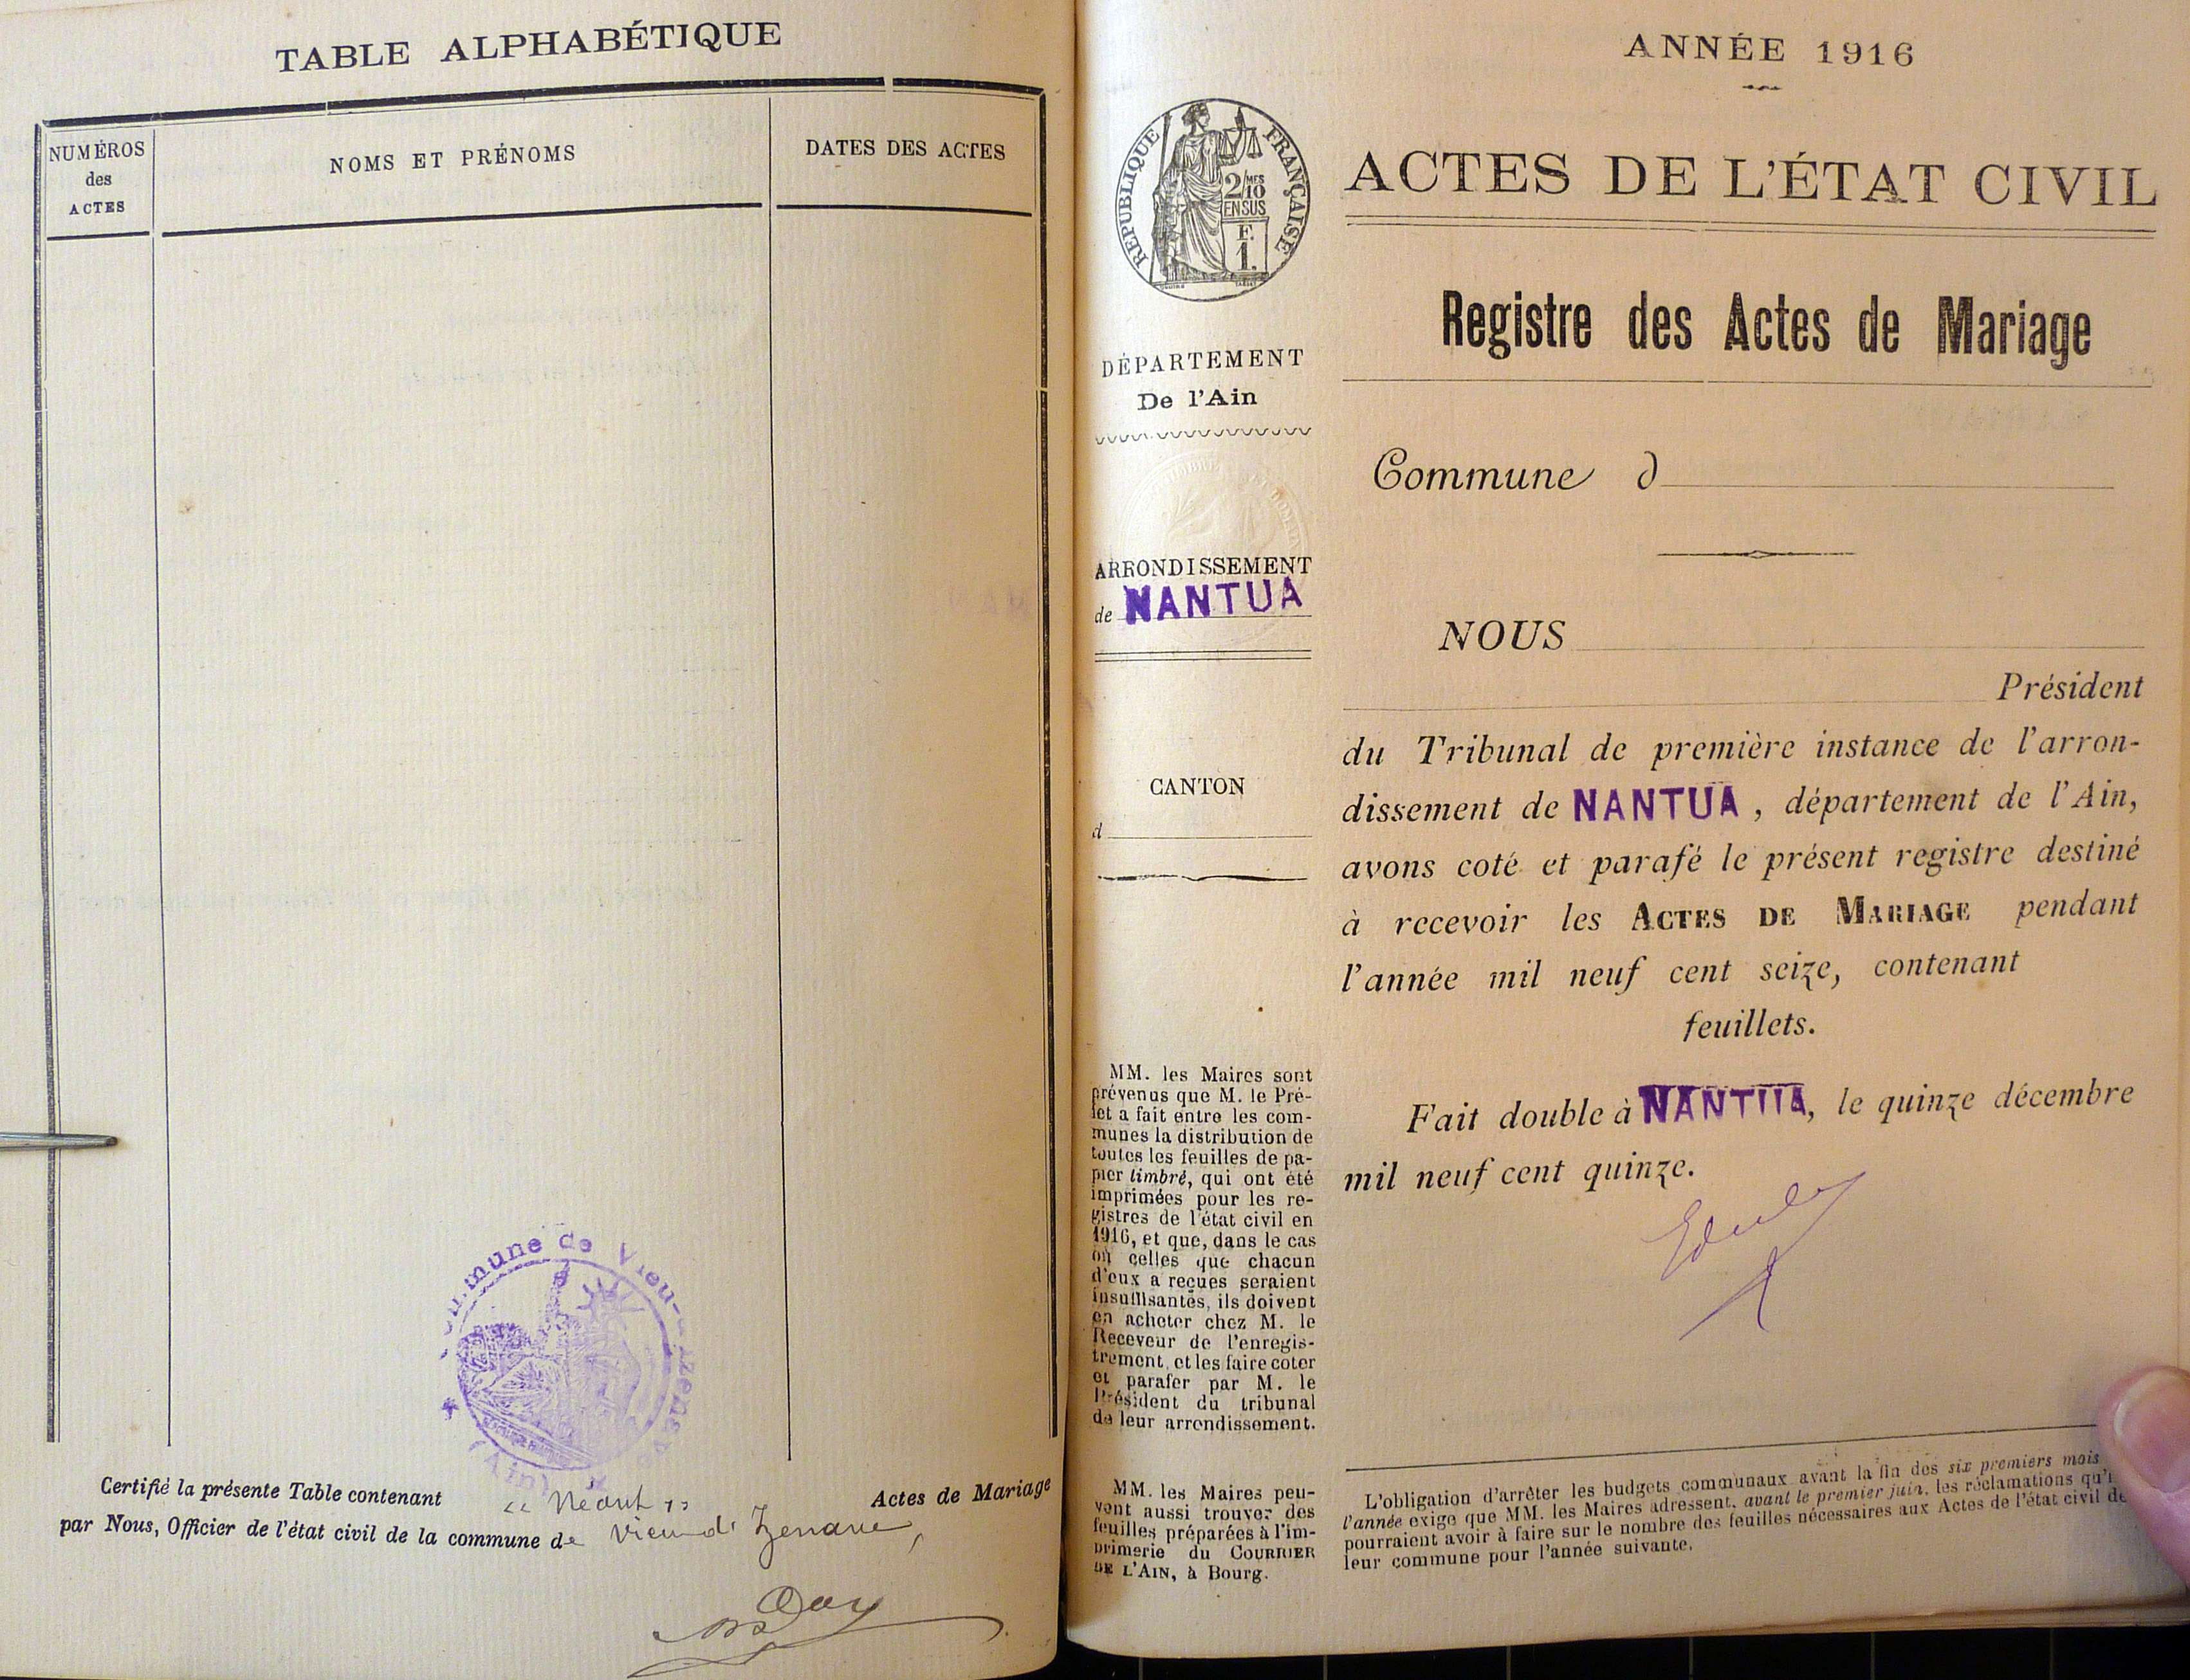 TABLE ALPHABÉTIQUE
NUMÉROS
des
ACTES
NOMS ET PRÉNOMS
DATES DES ACTES
Commune de Vieu-
(Ain)
Certifié la présente Table contenant « Néant » Actes de Mariage
par Nous, Officier de l'état civil de la commune de Vieu d'Izenave,
ANNÉE 1916
RÉPUBLIQUE FRANÇAISE
2/10 MES
EN SUS
F.
1.
ACTES DE L'ÉTAT CIVIL
Registre des Actes de Mariage
DÉPARTEMENT
De l'Ain
ARRONDISSEMENT
de NANTUA
CANTON
d
MM. les Maires sont
prévenus que M. le Pré-
fet a fait entre les com-
munes la distribution de
toutes les feuilles de pa-
pier timbré, qui ont été
imprimées pour les re-
gistres de l'état civil en
1916, et que, dans le cas
où celles que chacun
d'eux a reçues seraient
insuffisantes, ils doivent
en acheter chez M. le
Receveur de l'enregis-
trement, et les faire coter
et parafer par M. le
Président du tribunal
de leur arrondissement.
MM. les Maires peu-
vent aussi trouver des
feuilles préparées à l'im-
primerie du COURRIER
DE L'AIN, à Bourg.
Commune d
NOUS
Président
du Tribunal de première instance de l'arron-
dissement de NANTUA, département de l'Ain,
avons coté et parafé le présent registre destiné
à recevoir les ACTES DE MARIAGE pendant
l'année mil neuf cent seize, contenant
feuillets.
Fait double à NANTUA, le quinze décembre
mil neuf cent quinze.
L'obligation d'arrêter les budgets communaux avant la fin des six premiers mois
l'année exige que MM. les Maires adressent, avant le premier juin, les réclamations
pourraient avoir à faire sur le nombre des feuilles nécessaires aux Actes de l'état civil de
leur commune pour l'année suivante.